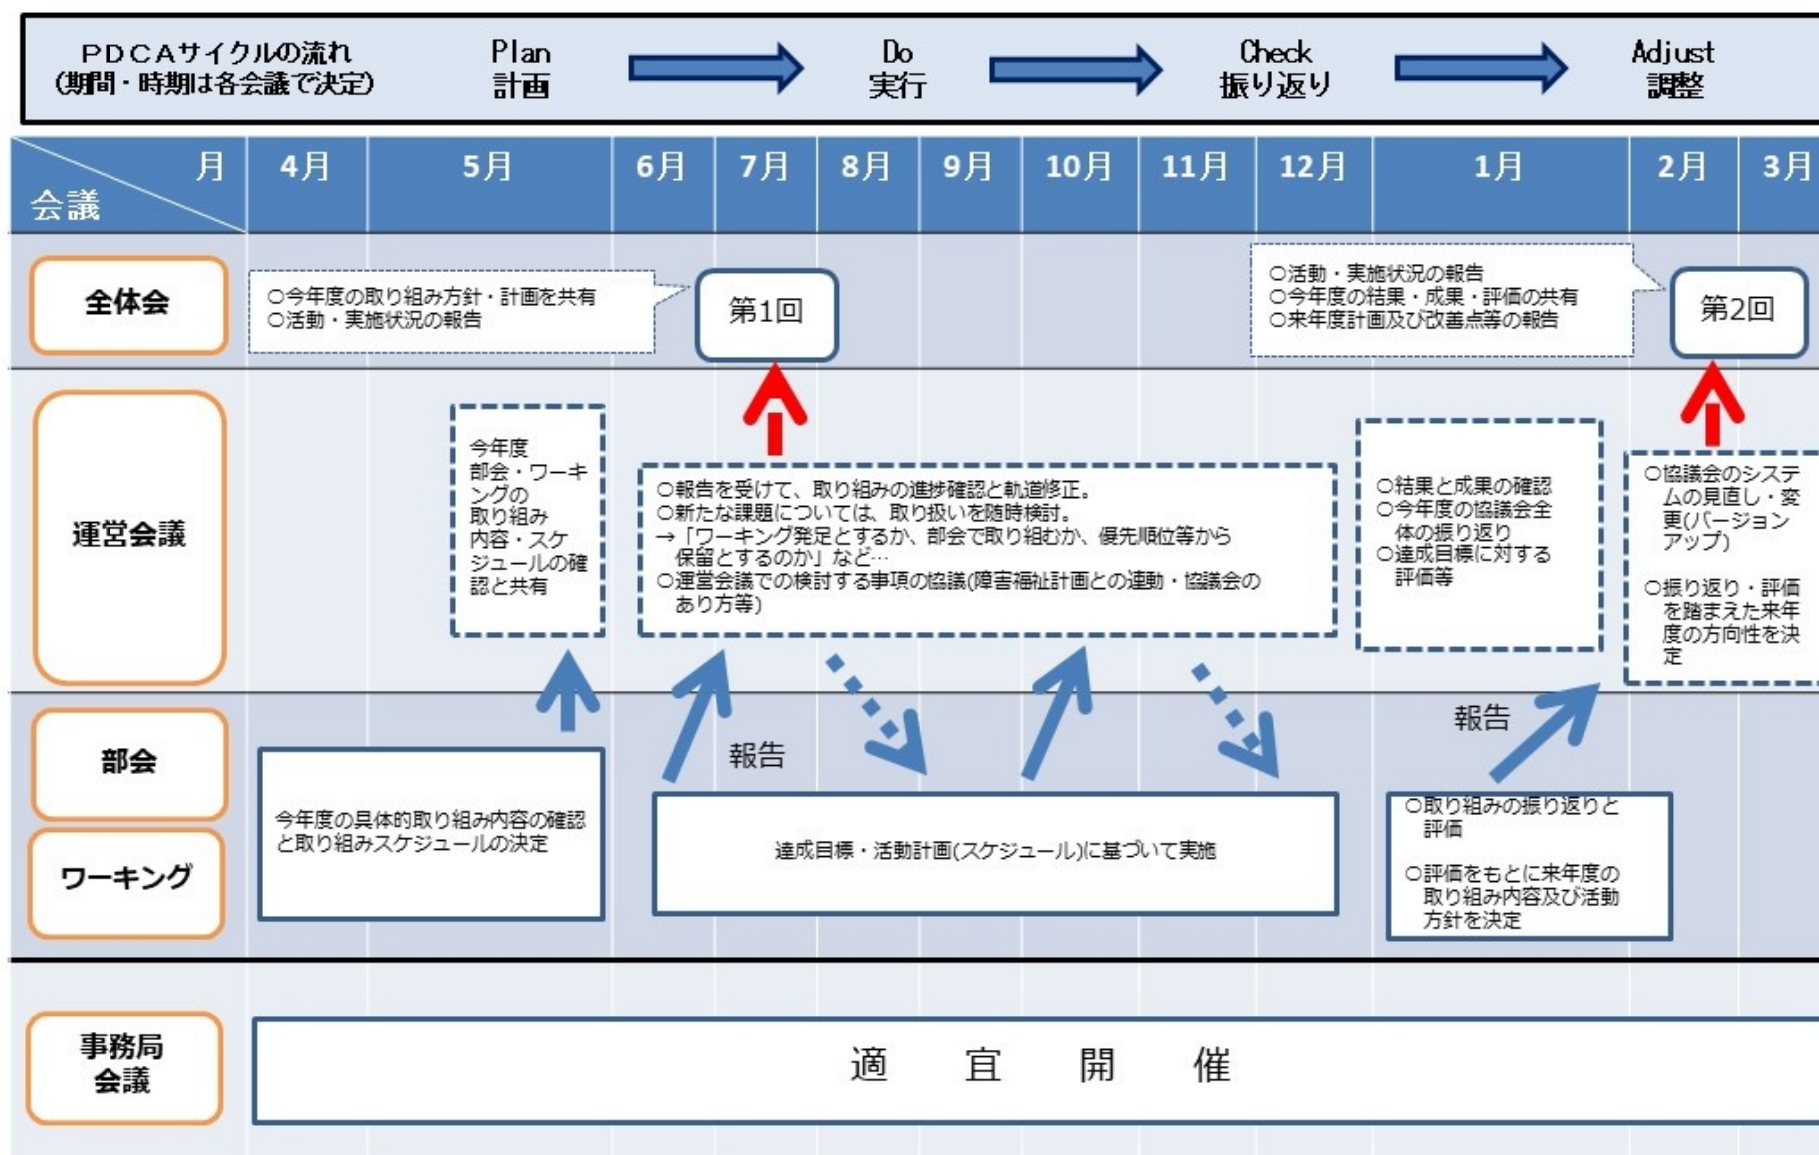 PDCAサイクルの流れ
(期間・時期は各会議で決定)
Plan
計画
Do
実行
Check
振り返り
Adjust
調整
月
会議
4月
5月
6月
7月
8月
9月
10月
11月
12月
1月
2月
3月
全体会
○今年度の取り組み方針・計画を共有
○活動・実施状況の報告
第1回
○活動・実施状況の報告
○今年度の結果・成果・評価の共有
○来年度計画及び改善点等の報告
第2回
運営会議
今年度
部会・ワーキ
ングの
取り組み
内容・スケ
ジュールの確
認と共有
○報告を受けて、取り組みの進捗確認と軌道修正。
○新たな課題については、取り扱いを随時検討。
→「ワーキング発足とするか、部会で取り組むか、優先順位等から
保留とするのか」など…
○運営会議での検討する事項の協議(障害福祉計画との連動・協議会の
あり方等)
○結果と成果の確認
○今年度の協議会全
体の振り返り
○達成目標に対する
評価等
○協議会のシステ
ムの見直し・変
更(バージョン
アップ)
○振り返り・評価
を踏まえた来年
度の方向性を決
定
部会
ワーキング
今年度の具体的取り組み内容の確認
と取り組みスケジュールの決定
報告
達成目標・活動計画(スケジュール)に基づいて実施
報告
○取り組みの振り返りと
評価
○評価をもとに来年度の
取り組み内容及び活動
方針を決定
事務局
会議
適 宜 開 催